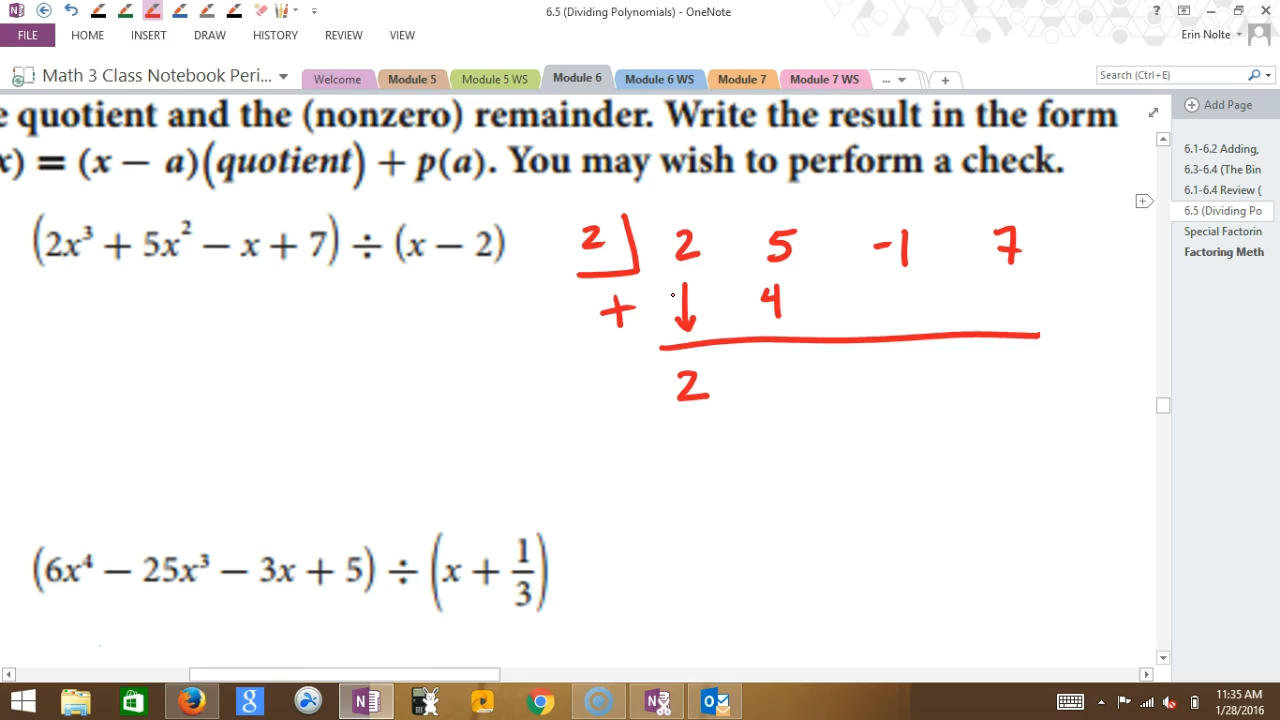 6.5 (Dividing Polynomials) - OneNote
?
FILE HOME INSERT DRAW HISTORY REVIEW VIEW
Erin Nolte
Math 3 Class Notebook Peri... Welcome Module 5 Module 5 WS Module 6 Module 6 WS Module 7 Module 7 WS ...
Search (Ctrl+E)
Add Page
6.1-6.2 Adding,
6.3-6.4 (The Bin
6.1-6.4 Review (
6.5 (Dividing Po
Special Factorin
Factoring Meth
e quotient and the (nonzero) remainder. Write the result in the form
x) = (x − a)(quotient) + p(a). You may wish to perform a check.
(2x³ + 5x² − x + 7) ÷ (x − 2)
2 2 5 -1 7
+ ↓ 4
2
(6x⁴ − 25x³ − 3x + 5) ÷ (x + 1/3)
11:35 AM
1/28/2016